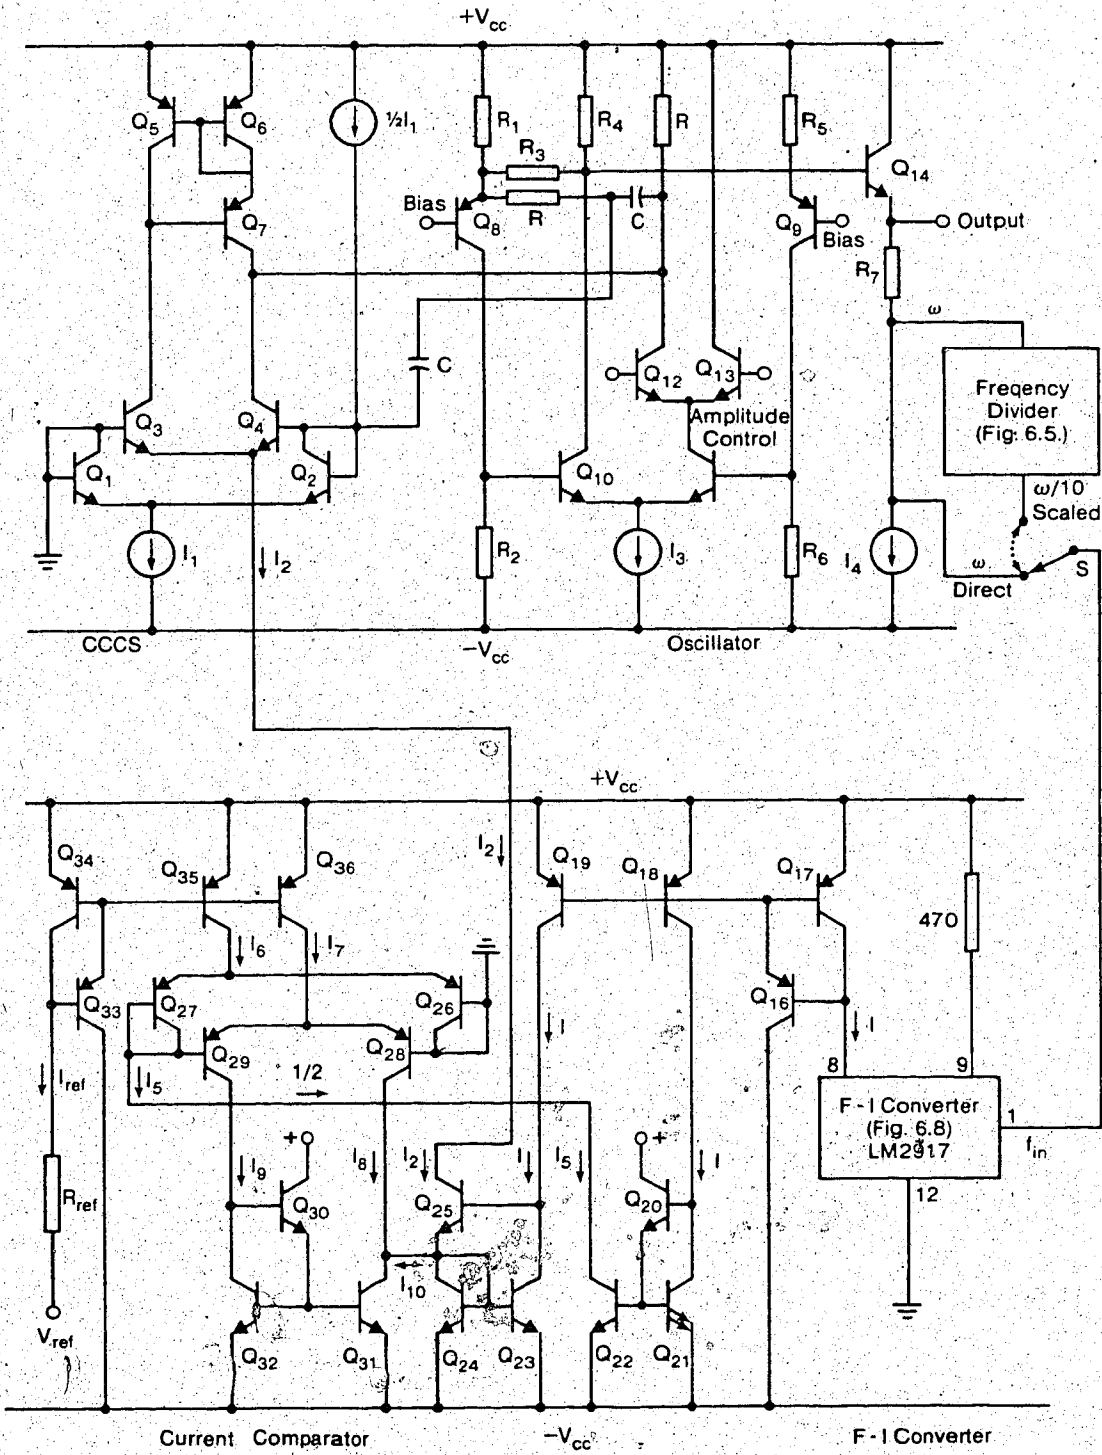 +Vcc
Q5
Q6
½I1
R1
R4
R
R5
R3
Q14
Bias
Q8
R
C
Q9
Bias
Output
Q7
R7
ω
C
Q12
Q13
Freqency
Divider
(Fig. 6.5.)
Q3
Q4
Amplitude
Control
Q1
Q2
Q10
ω/10
Scaled
I1
I2
R2
I3
R6
I4
ω
Direct
S
CCCS
−Vcc
Oscillator
+Vcc
Q34
Q35
Q36
I2
Q19
Q18
Q17
470
I6
I7
Q33
Q27
Q26
Q16
Q29
Q28
I
I
Iref
I5
1/2
8
9
F-I Converter
(Fig. 6.8)
LM2917
1
fin
+
+
I9
I8
I2
I
I5
I
Rref
Q30
Q25
Q20
12
I10
Vref
Q32
Q31
Q24
Q23
Q22
Q21
Current Comparator
−Vcc
F-I Converter